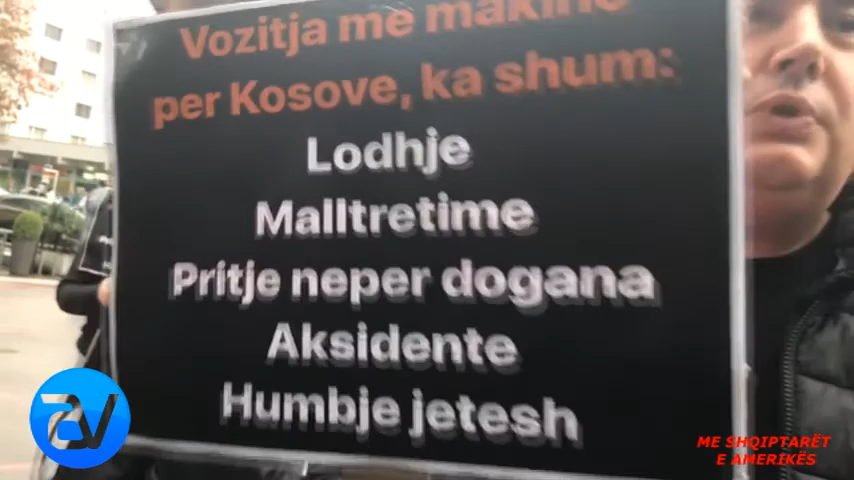 Vozitja me makine
per Kosove, ka shum:
Lodhje
Malltretime
Pritje neper dogana
Aksidente
Humbje jetesh
ME SHQIPTARËT
E AMERIKËS